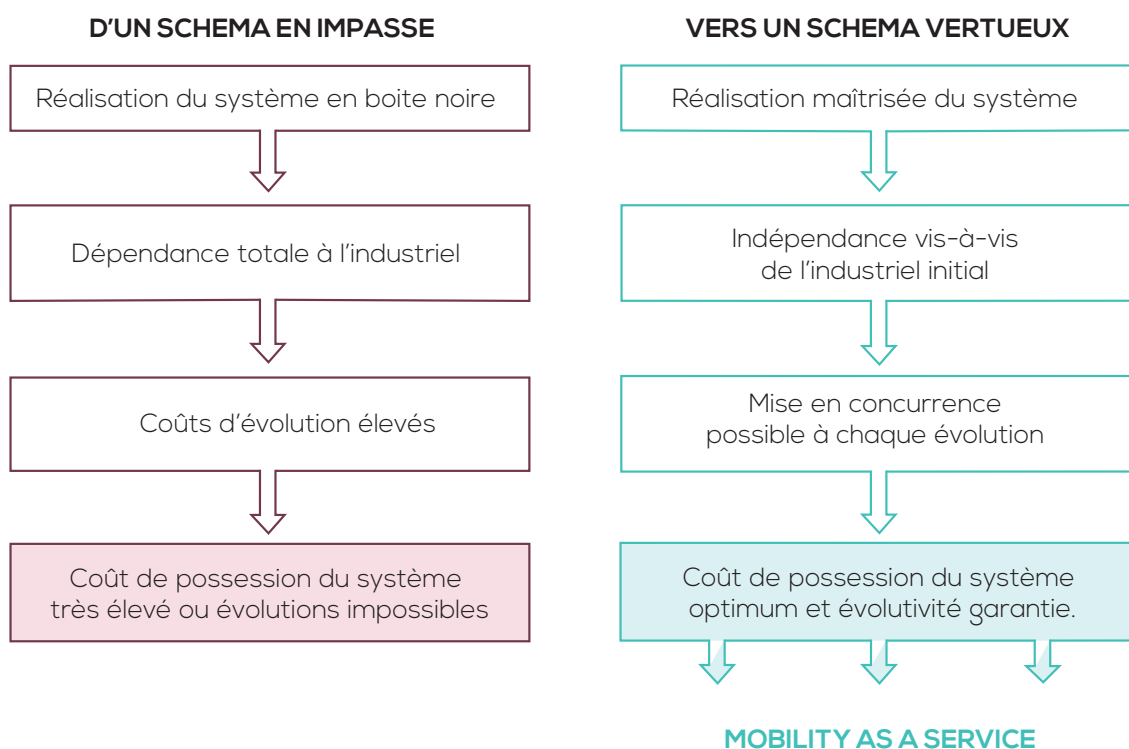 D'UN SCHEMA EN IMPASSE
Réalisation du système en boite noire
Dépendance totale à l'industriel
Coûts d'évolution élevés
Coût de possession du système
très élevé ou évolutions impossibles
VERS UN SCHEMA VERTUEUX
Réalisation maîtrisée du système
Indépendance vis-à-vis
de l'industriel initial
Mise en concurrence
possible à chaque évolution
Coût de possession du système
optimum et évolutivité garantie.
MOBILITY AS A SERVICE